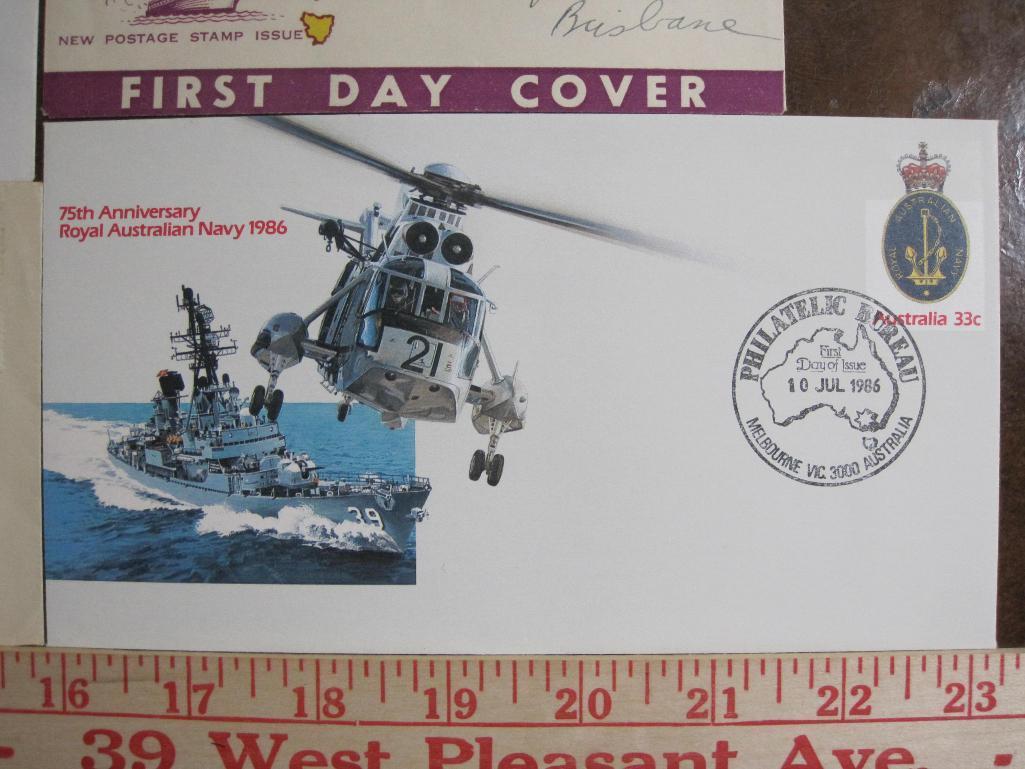 NEW POSTAGE STAMP ISSUE
Brisbane
FIRST DAY COVER
75th Anniversary
Royal Australian Navy 1986
21
39
ROYAL AUSTRALIAN NAVY
Australia 33c
PHILATELIC BUREAU
First
Day of Issue
10 JUL 1986
MELBOURNE VIC. 3000 AUSTRALIA
16 17 18 19 20 21 22 23
39 West Pleasant Ave.